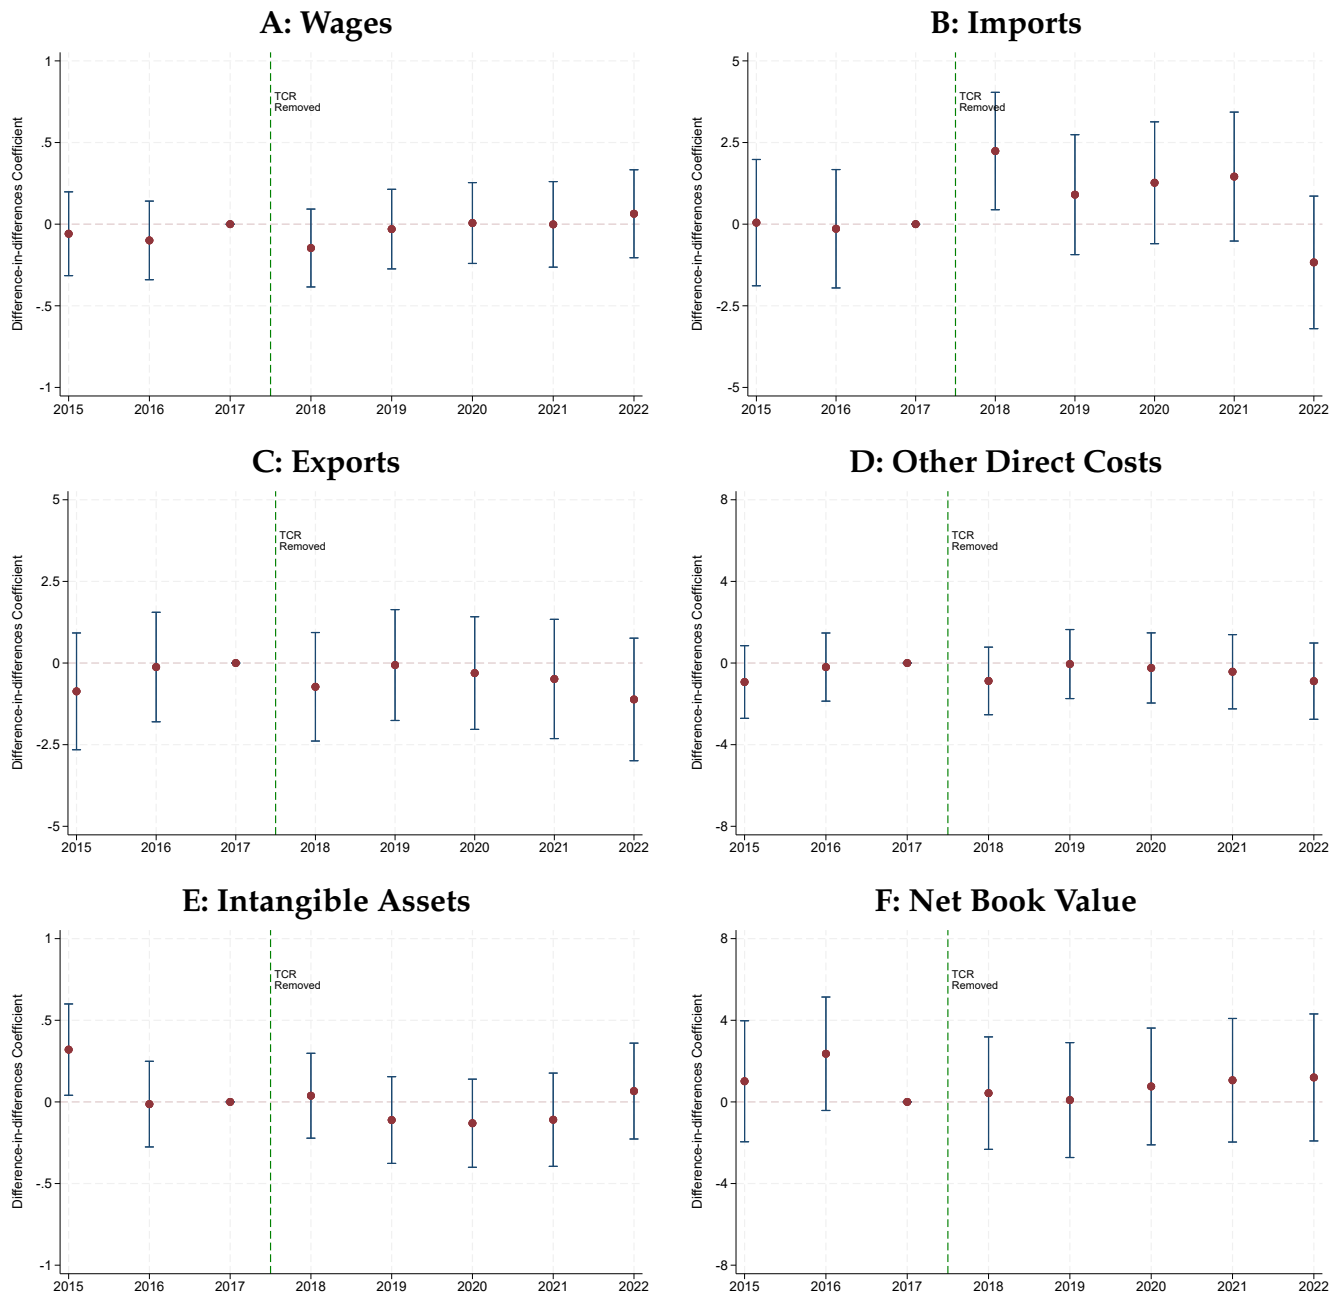 A: Wages
Difference-in-differences Coefficient
1
.5
0
-.5
-1
TCR
Removed
2015 2016 2017 2018 2019 2020 2021 2022
B: Imports
Difference-in-differences Coefficient
5
2.5
0
-2.5
-5
TCR
Removed
2015 2016 2017 2018 2019 2020 2021 2022
C: Exports
Difference-in-differences Coefficient
5
2.5
0
-2.5
-5
TCR
Removed
2015 2016 2017 2018 2019 2020 2021 2022
D: Other Direct Costs
Difference-in-differences Coefficient
8
4
0
-4
-8
TCR
Removed
2015 2016 2017 2018 2019 2020 2021 2022
E: Intangible Assets
Difference-in-differences Coefficient
1
.5
0
-.5
-1
TCR
Removed
2015 2016 2017 2018 2019 2020 2021 2022
F: Net Book Value
Difference-in-differences Coefficient
8
4
0
-4
-8
TCR
Removed
2015 2016 2017 2018 2019 2020 2021 2022